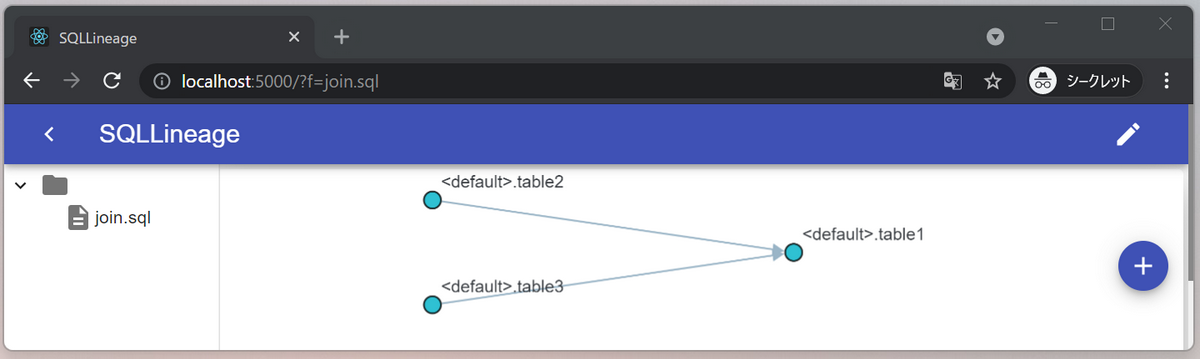 SQLLineage
localhost:5000/?f=join.sql
シークレット
SQLLineage
join.sql
<default>.table2
<default>.table1
<default>.table3